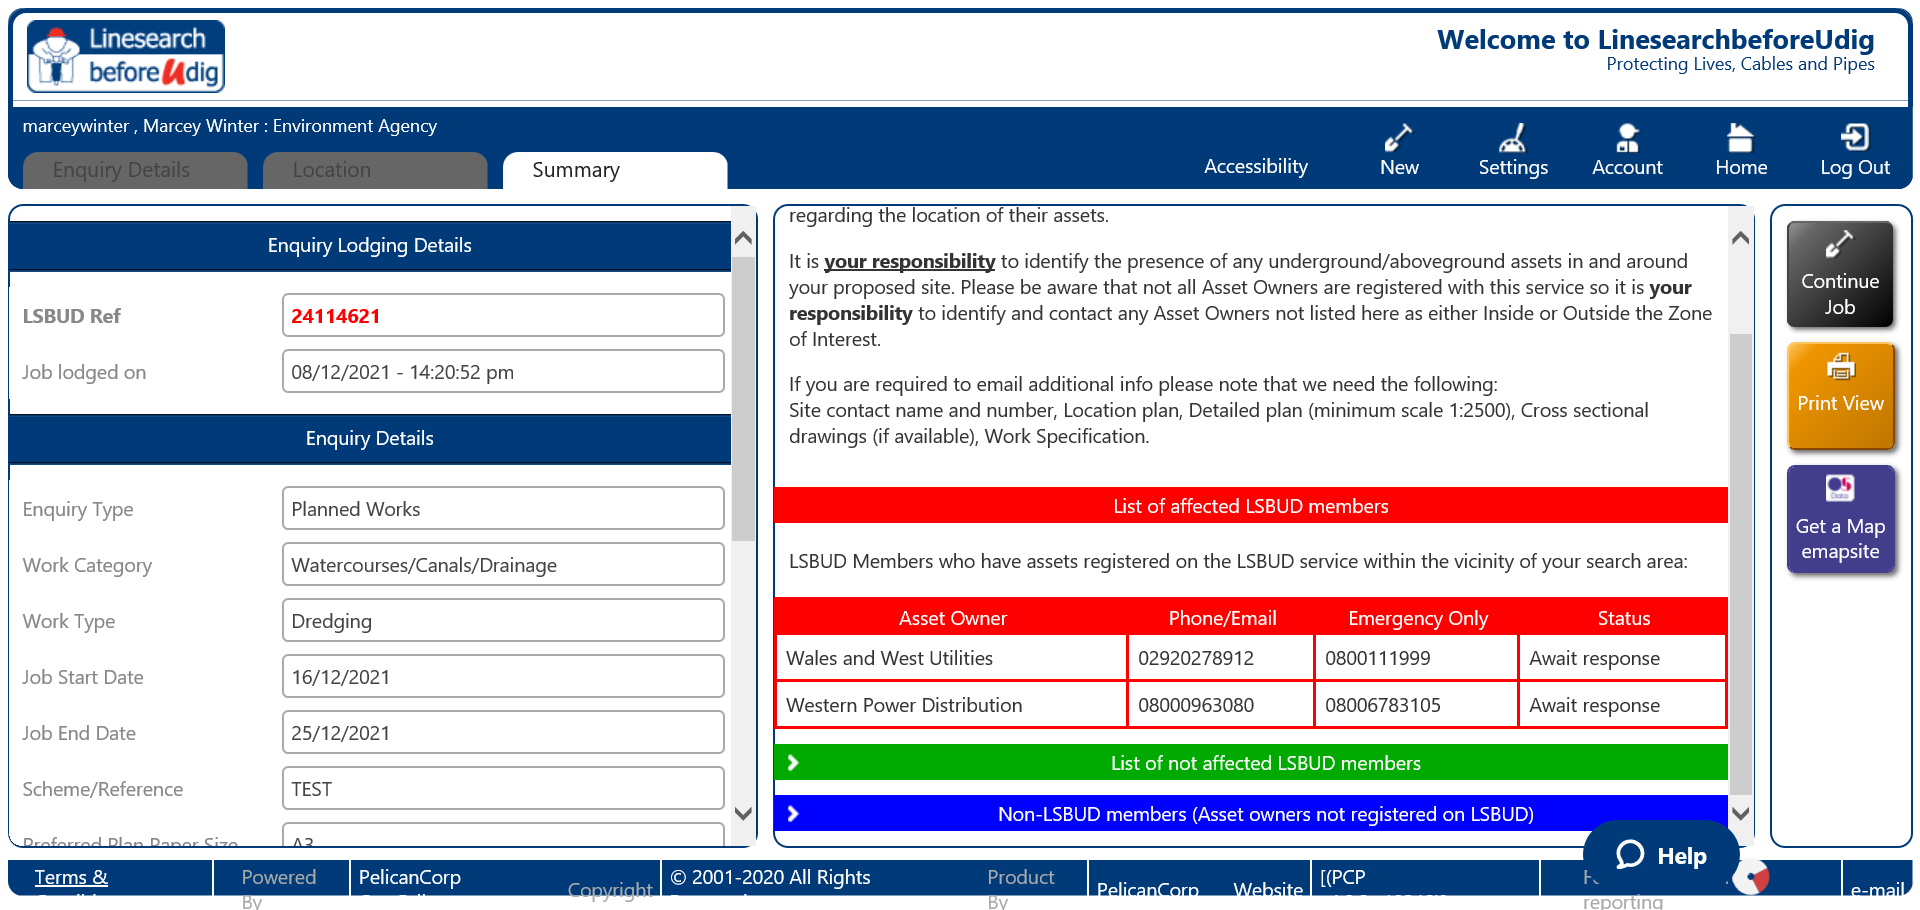 Linesearch
beforeUdig
Welcome to LinesearchbeforeUdig
Protecting Lives, Cables and Pipes
marceywinter , Marcey Winter : Environment Agency
Enquiry Details
Location
Summary
Accessibility
New
Settings
Account
Home
Log Out
Enquiry Lodging Details
LSBUD Ref
24114621
Job lodged on
08/12/2021 - 14:20:52 pm
Enquiry Details
Enquiry Type
Planned Works
Work Category
Watercourses/Canals/Drainage
Work Type
Dredging
Job Start Date
16/12/2021
Job End Date
25/12/2021
Scheme/Reference
TEST
Preferred Plan Paper Size
A3
regarding the location of their assets.
It is your responsibility to identify the presence of any underground/aboveground assets in and around
your proposed site. Please be aware that not all Asset Owners are registered with this service so it is your
responsibility to identify and contact any Asset Owners not listed here as either Inside or Outside the Zone
of Interest.
If you are required to email additional info please note that we need the following:
Site contact name and number, Location plan, Detailed plan (minimum scale 1:2500), Cross sectional
drawings (if available), Work Specification.
List of affected LSBUD members
LSBUD Members who have assets registered on the LSBUD service within the vicinity of your search area:
Asset Owner Phone/Email Emergency Only Status
Wales and West Utilities 02920278912 0800111999 Await response
Western Power Distribution 08000963080 08006783105 Await response
List of not affected LSBUD members
Non-LSBUD members (Asset owners not registered on LSBUD)
Continue
Job
Print View
OS
Data
Get a Map
emapsite
Help
Terms &
Powered
By
PelicanCorp
Copyright
© 2001-2020 All Rights
Product
By
PelicanCorp
Website
[(PCP
reporting
e-mail